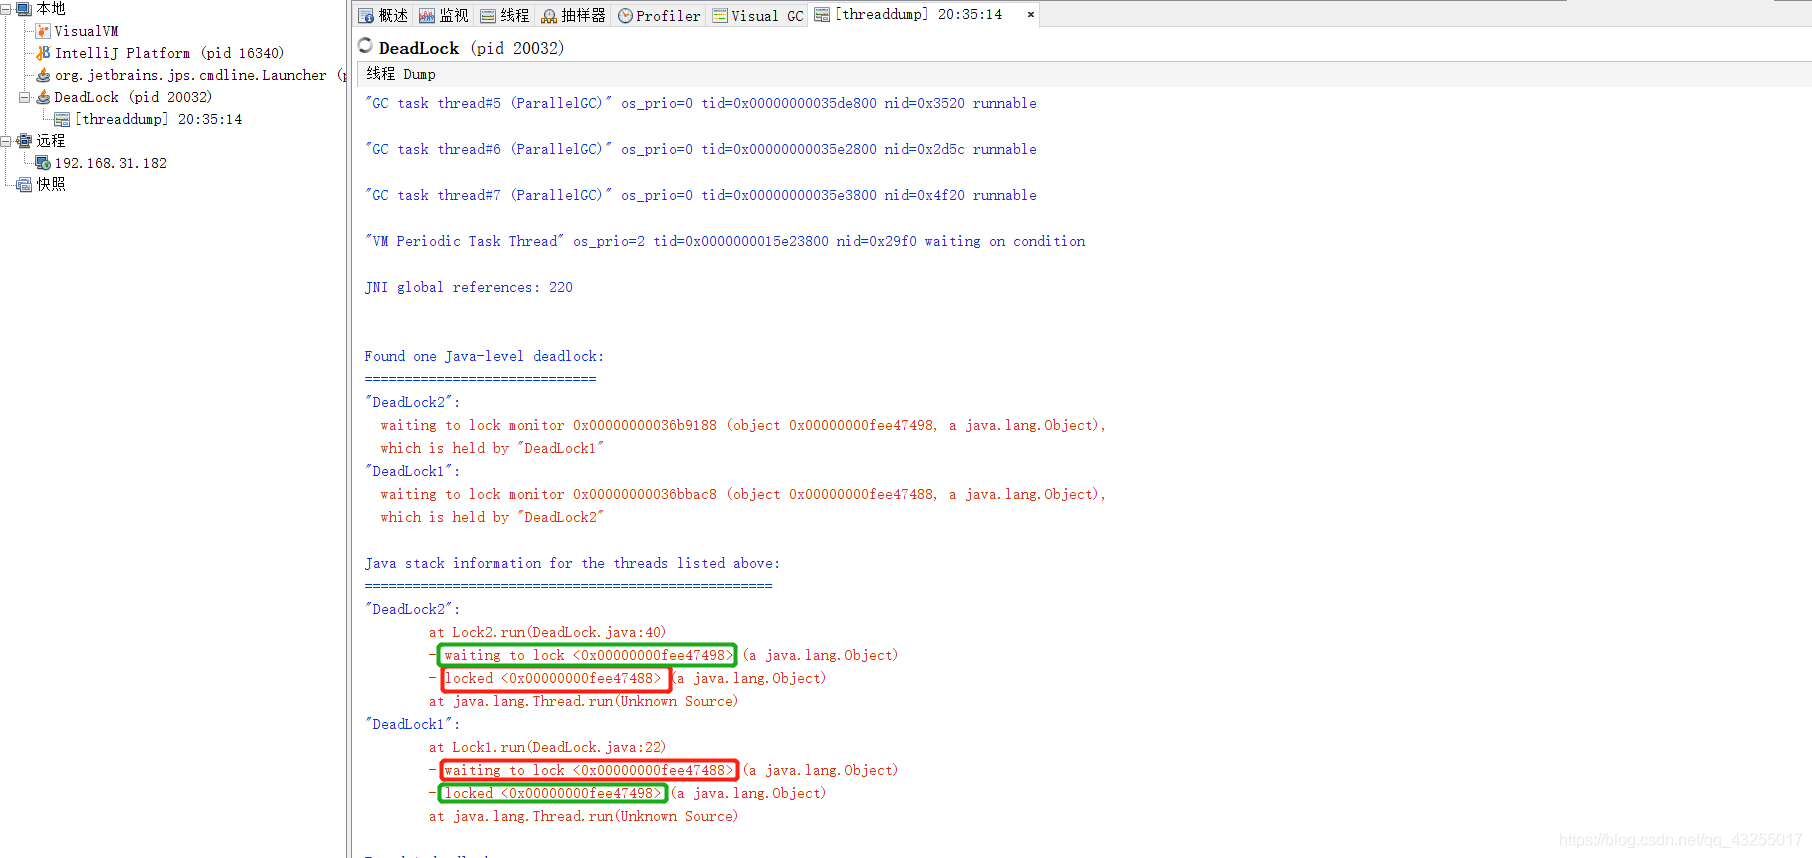 本地
VisualVM
IntelliJ Platform (pid 16340)
org.jetbrains.jps.cmdline.Launcher (p
DeadLock (pid 20032)
[threaddump] 20:35:14
远程
192.168.31.182
快照
概述 监视 线程 抽样器 Profiler Visual GC [threaddump] 20:35:14 ×
DeadLock (pid 20032)
线程 Dump
"GC task thread#5 (ParallelGC)" os_prio=0 tid=0x00000000035de800 nid=0x3520 runnable
"GC task thread#6 (ParallelGC)" os_prio=0 tid=0x00000000035e2800 nid=0x2d5c runnable
"GC task thread#7 (ParallelGC)" os_prio=0 tid=0x00000000035e3800 nid=0x4f20 runnable
"VM Periodic Task Thread" os_prio=2 tid=0x0000000015e23800 nid=0x29f0 waiting on condition
JNI global references: 220
Found one Java-level deadlock:
=============================
"DeadLock2":
waiting to lock monitor 0x00000000036b9188 (object 0x00000000fee47498, a java.lang.Object),
which is held by "DeadLock1"
"DeadLock1":
waiting to lock monitor 0x00000000036bbac8 (object 0x00000000fee47488, a java.lang.Object),
which is held by "DeadLock2"
Java stack information for the threads listed above:
===================================================
"DeadLock2":
at Lock2.run(DeadLock.java:40)
- waiting to lock <0x00000000fee47498> (a java.lang.Object)
- locked <0x00000000fee47488> (a java.lang.Object)
at java.lang.Thread.run(Unknown Source)
"DeadLock1":
at Lock1.run(DeadLock.java:22)
- waiting to lock <0x00000000fee47488> (a java.lang.Object)
- locked <0x00000000fee47498> (a java.lang.Object)
at java.lang.Thread.run(Unknown Source)
https://blog.csdn.net/qq_43255017